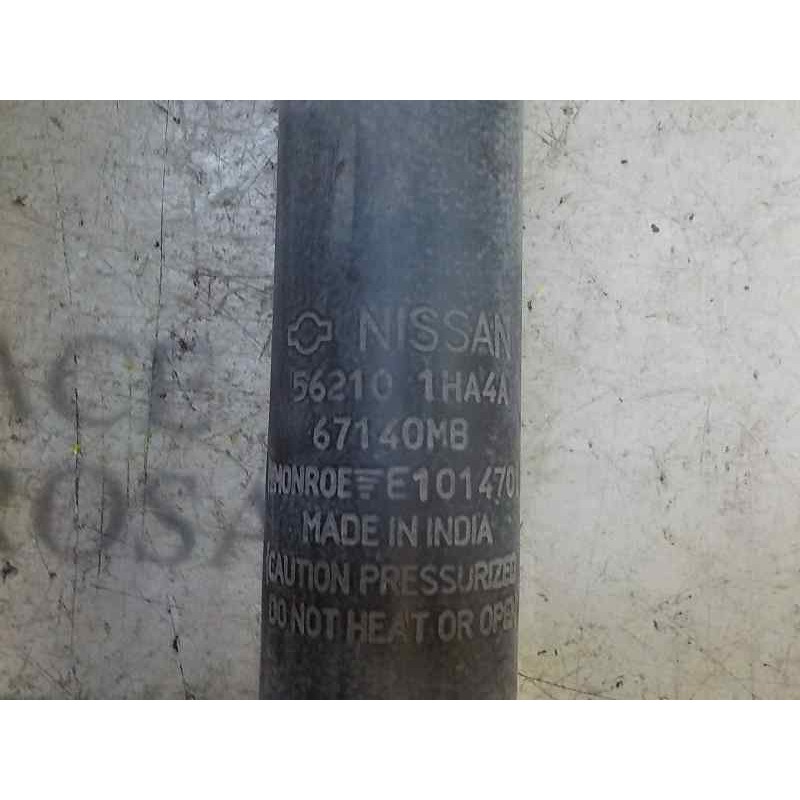 NISSAN
56210 1HA4A
67140MB
MONROE E101470
MADE IN INDIA
CAUTION PRESSURIZED
DO NOT HEAT OR OPEN